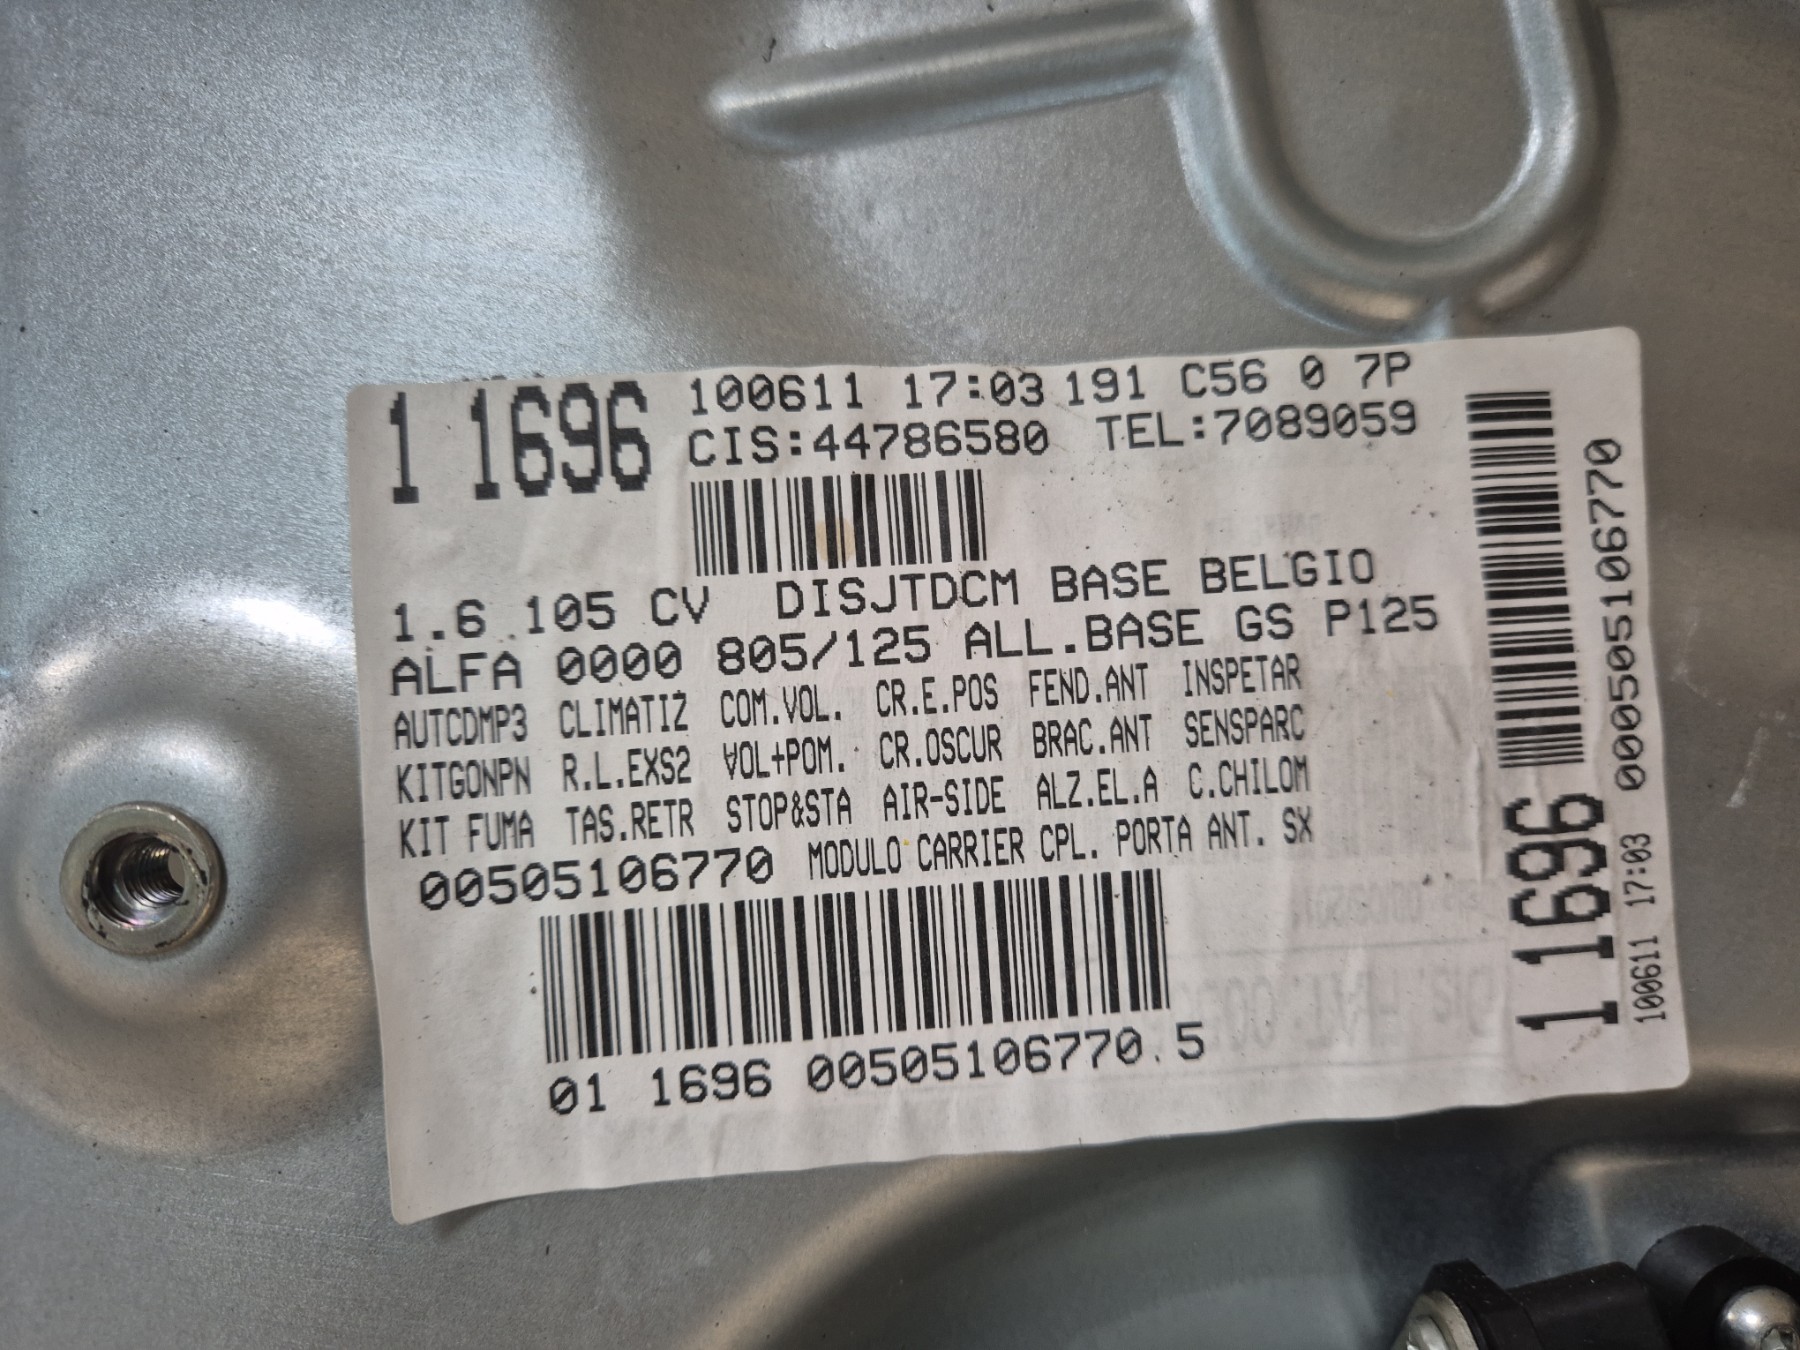 1 1696 100611 17:03 191 C56 0 7P
CIS:44786580 TEL:7089059
1.6 105 CV DISJTDCM BASE BELGIO
ALFA 0000 805/125 ALL.BASE GS P125
AUTCDMP3 CLIMATIZ COM.VOL. CR.E.POS FEND.ANT INSPETAR
KITGONPN R.L.EXS2 VOL+POM. CR.OSCUR BRAC.ANT SENSPARC
KIT FUMA TAS.RETR STOP&STA AIR-SIDE ALZ.EL.A C.CHILOM
00505106770 MODULO CARRIER CPL. PORTA ANT. SX
01 1696 00505106770.5
1 1696 00505106770
100611 17:03